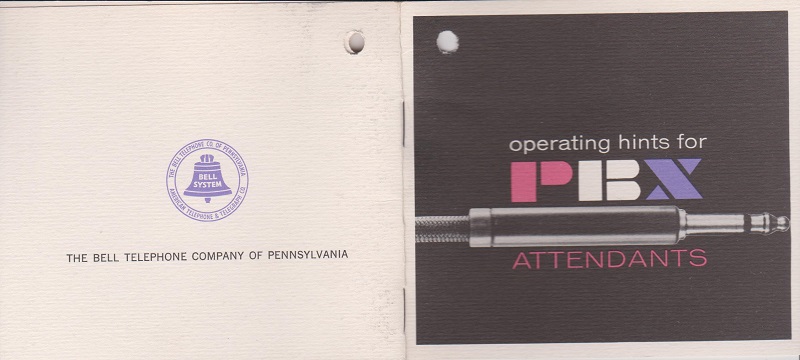 THE BELL TELEPHONE CO. OF PENNSYLVANIA
BELL
SYSTEM
AMERICAN TELEPHONE & TELEGRAPH CO.
THE BELL TELEPHONE COMPANY OF PENNSYLVANIA
operating hints for
PBX
ATTENDANTS